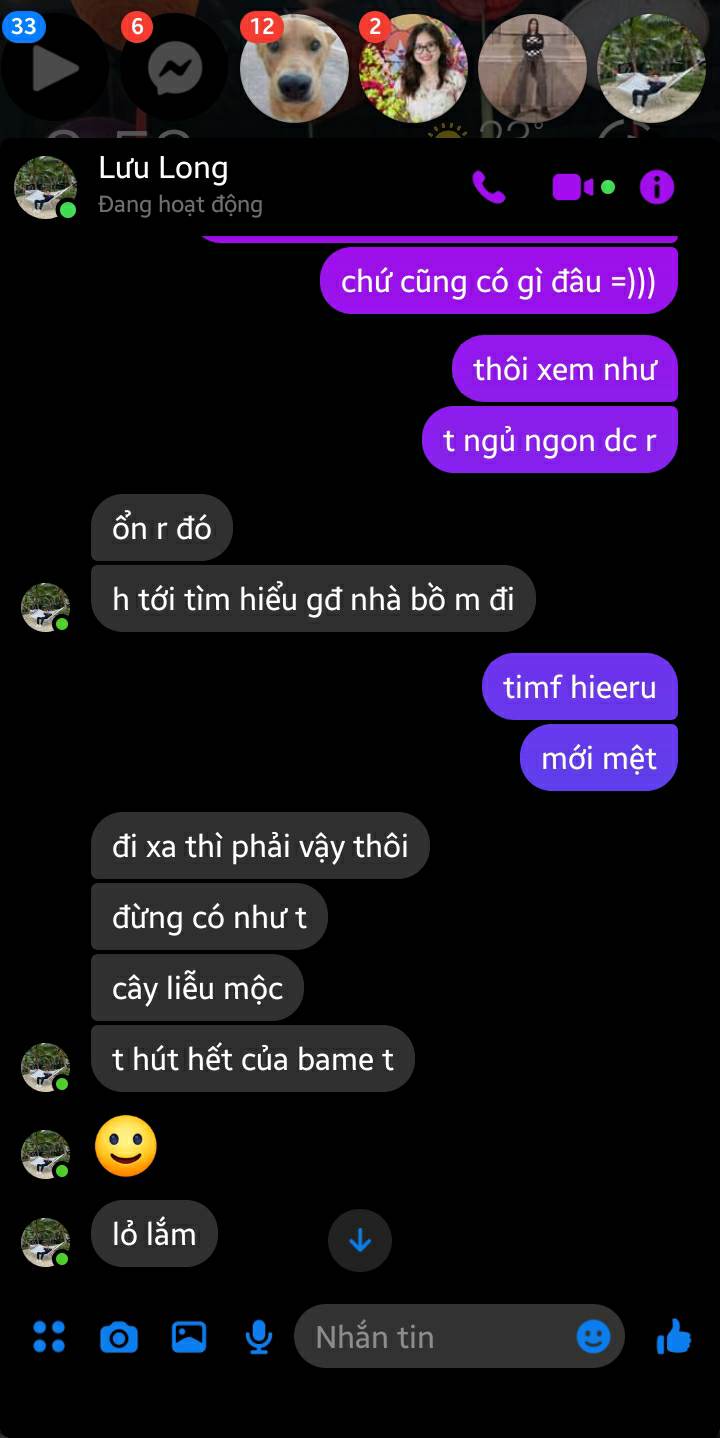 33
6
12
2
Lưu Long
Đang hoạt động
chứ cũng có gì đâu =)))
thôi xem như
t ngủ ngon dc r
ổn r đó
h tới tìm hiểu gđ nhà bồ m đi
timf hieeru
mới mệt
đi xa thì phải vậy thôi
đừng có như t
cây liễu mộc
t hút hết của bame t
lỏ lắm
Nhắn tin